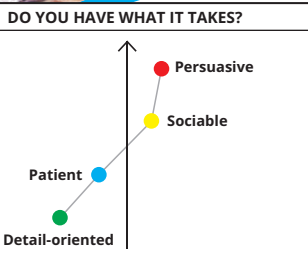 DO YOU HAVE WHAT IT TAKES?
Persuasive
Sociable
Patient
Detail-oriented